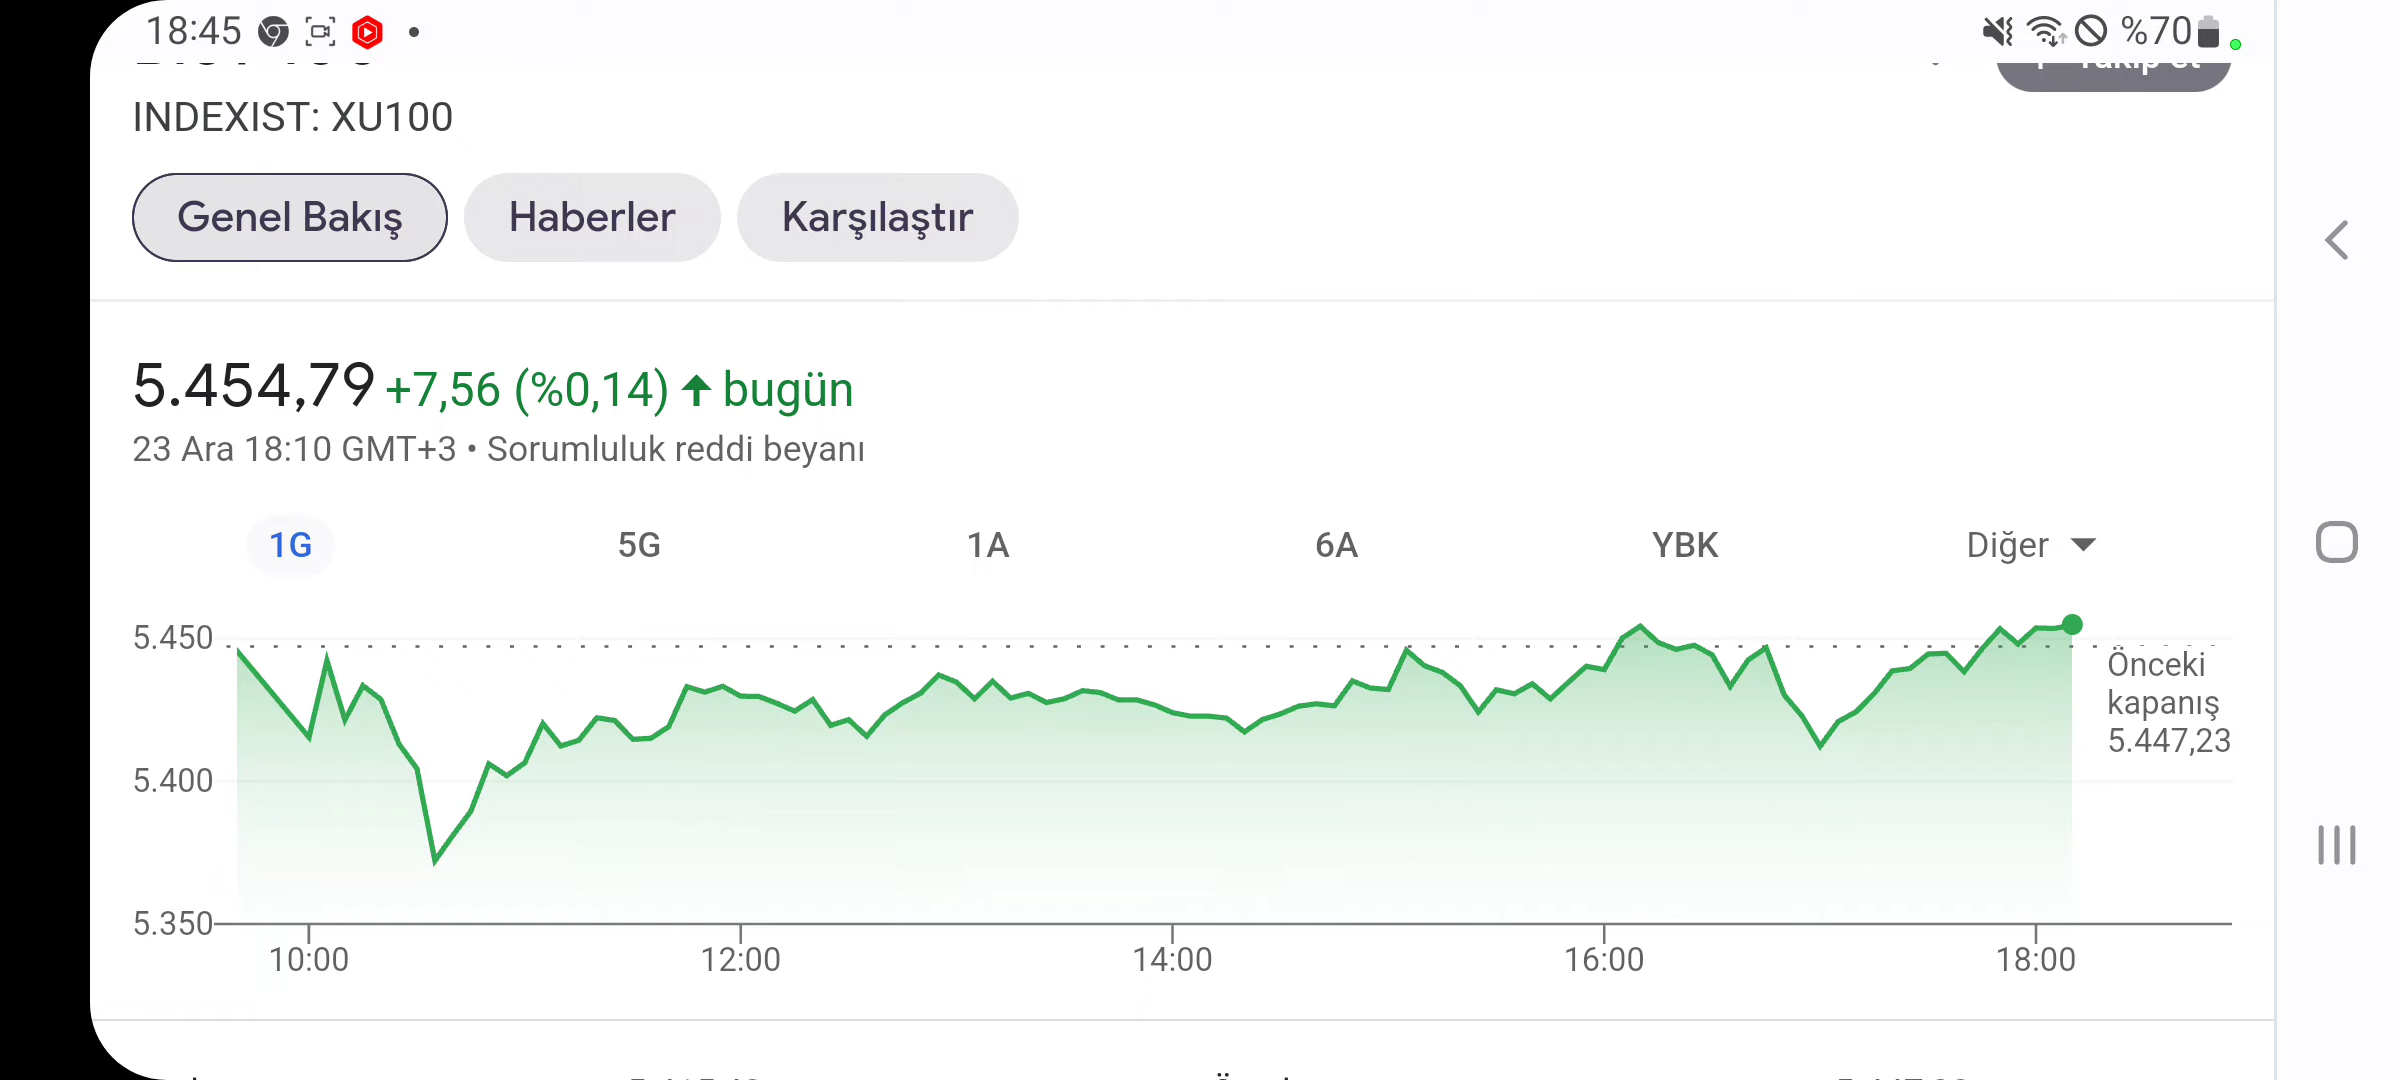 18:45 %70
INDEXIST: XU100
Genel Bakış Haberler Karşılaştır
5.454,79 +7,56 (%0,14) ↑ bugün
23 Ara 18:10 GMT+3 • Sorumluluk reddi beyanı
1G 5G 1A 6A YBK Diğer
5.450
Önceki
kapanış
5.447,23
5.400
5.350
10:00 12:00 14:00 16:00 18:00